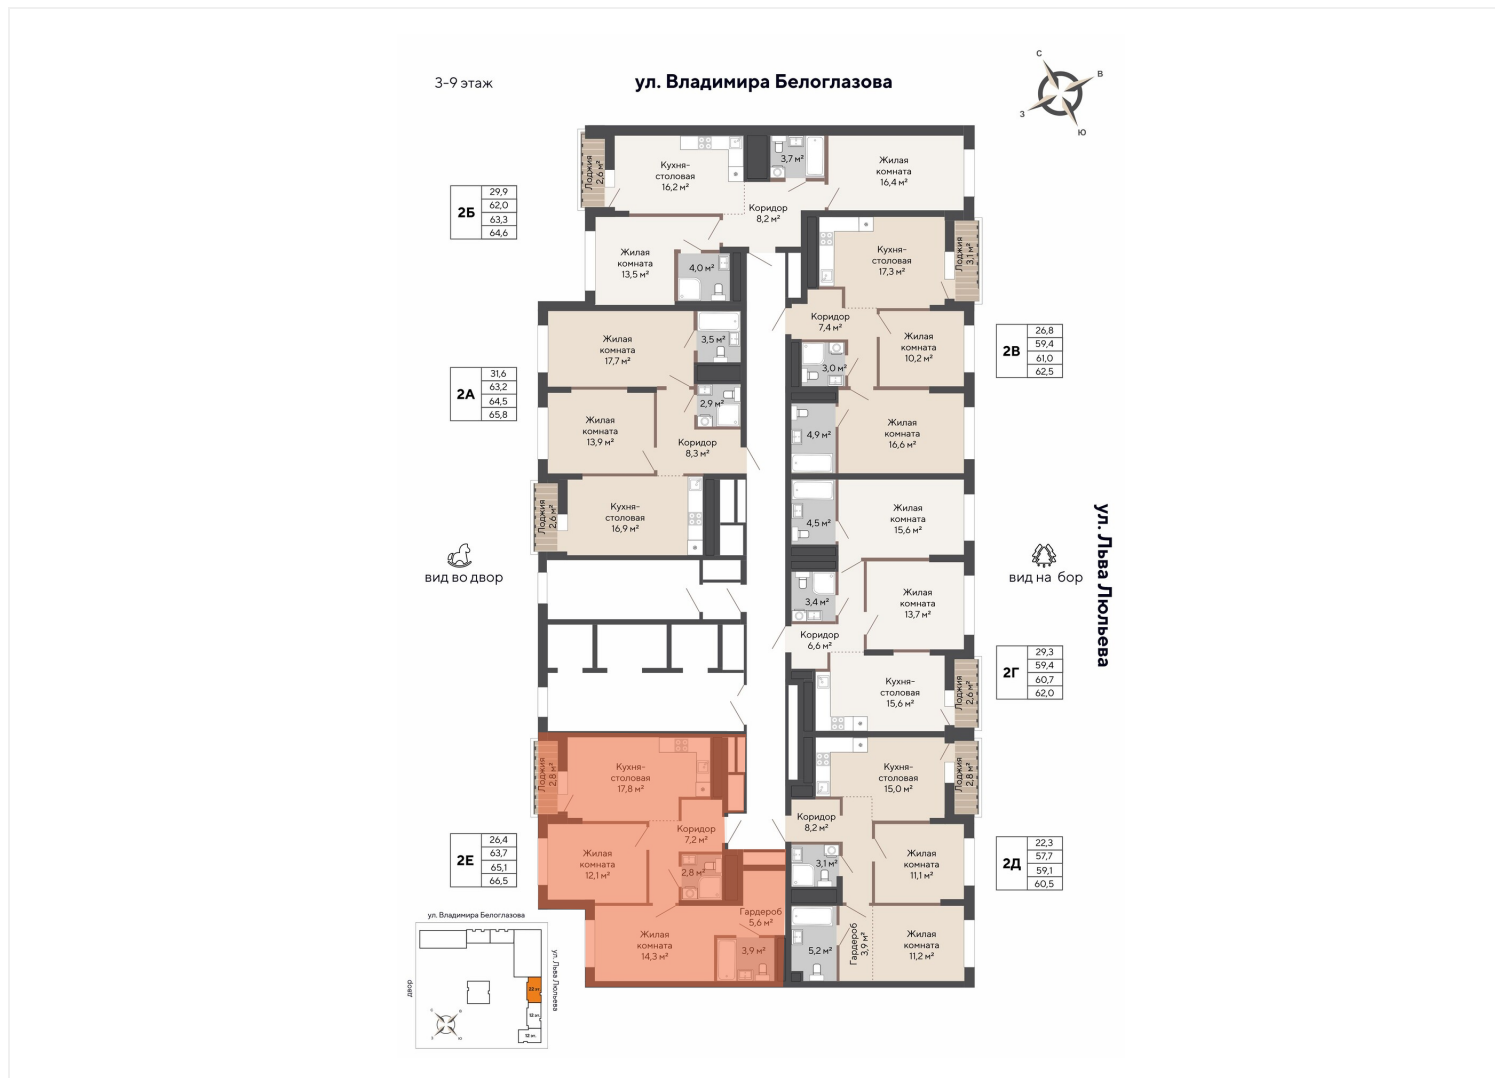 3-9 этаж
ул. Владимира Белоглазова
С
В
З
Ю
2Б
29,9
62,0
63,3
64,6
Лоджия
2,6 м²
Кухня-
столовая
16,2 м²
3,7 м²
Жилая
комната
16,4 м²
Коридор
8,2 м²
Жилая
комната
13,5 м²
4,0 м²
Кухня-
столовая
17,3 м²
Лоджия
3,1 м²
Коридор
7,4 м²
Жилая
комната
10,2 м²
3,0 м²
2В
26,8
59,4
61,0
62,5
Жилая
комната
17,7 м²
3,5 м²
2А
31,6
63,2
64,5
65,8
2,9 м²
Жилая
комната
13,9 м²
Коридор
8,3 м²
4,9 м²
Жилая
комната
16,6 м²
Лоджия
2,6 м²
Кухня-
столовая
16,9 м²
4,5 м²
Жилая
комната
15,6 м²
вид во двор
вид на бор
ул. Льва Люльева
3,4 м²
Жилая
комната
13,7 м²
Коридор
6,6 м²
2Г
29,3
59,4
60,7
62,0
Кухня-
столовая
15,6 м²
Лоджия
2,6 м²
Лоджия
2,8 м²
Кухня-
столовая
17,8 м²
Кухня-
столовая
15,0 м²
Лоджия
2,8 м²
Коридор
7,2 м²
Коридор
8,2 м²
2Е
26,4
63,7
65,1
66,5
Жилая
комната
12,1 м²
2,8 м²
3,1 м²
Жилая
комната
11,1 м²
2Д
22,3
57,7
59,1
60,5
Гардероб
5,6 м²
Жилая
комната
14,3 м²
3,9 м²
5,2 м²
Гардероб
3,9 м²
Жилая
комната
11,2 м²
ул. Владимира Белоглазова
двор
ул. Льва Люльева
22 эт.
12 эт.